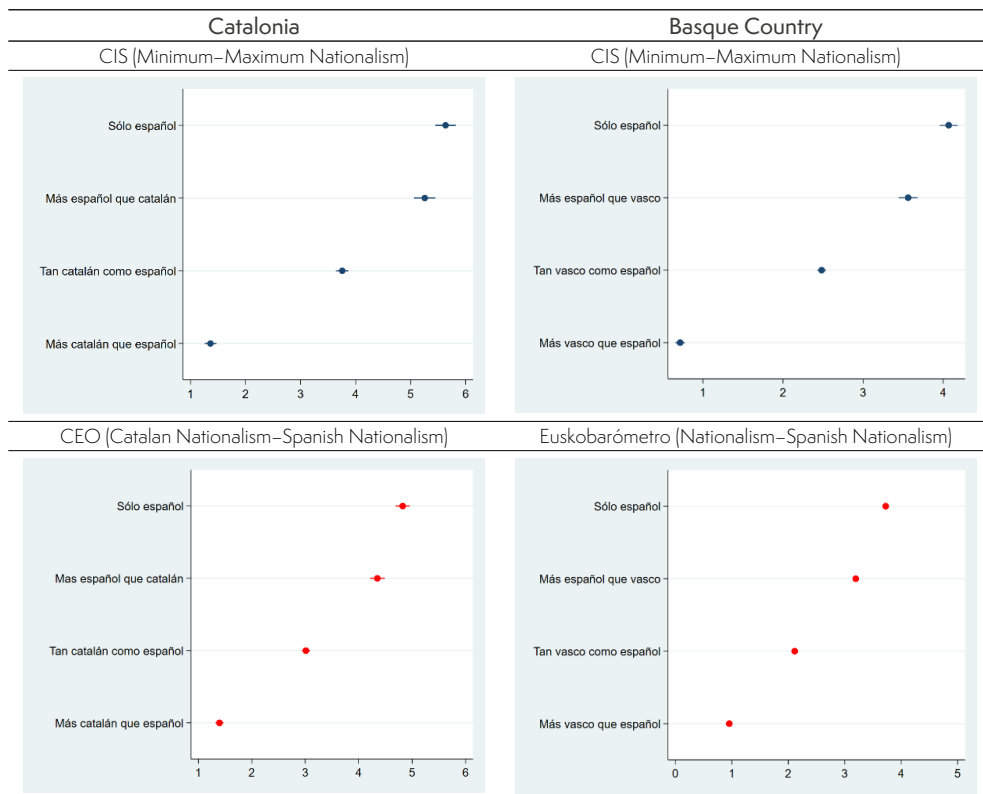 Catalonia
Basque Country
CIS (Minimum–Maximum Nationalism)
CIS (Minimum–Maximum Nationalism)
Sólo español
Más español que catalán
Tan catalán como español
Más catalán que español
1 2 3 4 5 6
Sólo español
Más español que vasco
Tan vasco como español
Más vasco que español
1 2 3 4
CEO (Catalan Nationalism–Spanish Nationalism)
Euskobarómetro (Nationalism–Spanish Nationalism)
Sólo español
Mas español que catalán
Tan catalán como español
Más catalán que español
1 2 3 4 5 6
Sólo español
Más español que vasco
Tan vasco como español
Más vasco que español
0 1 2 3 4 5